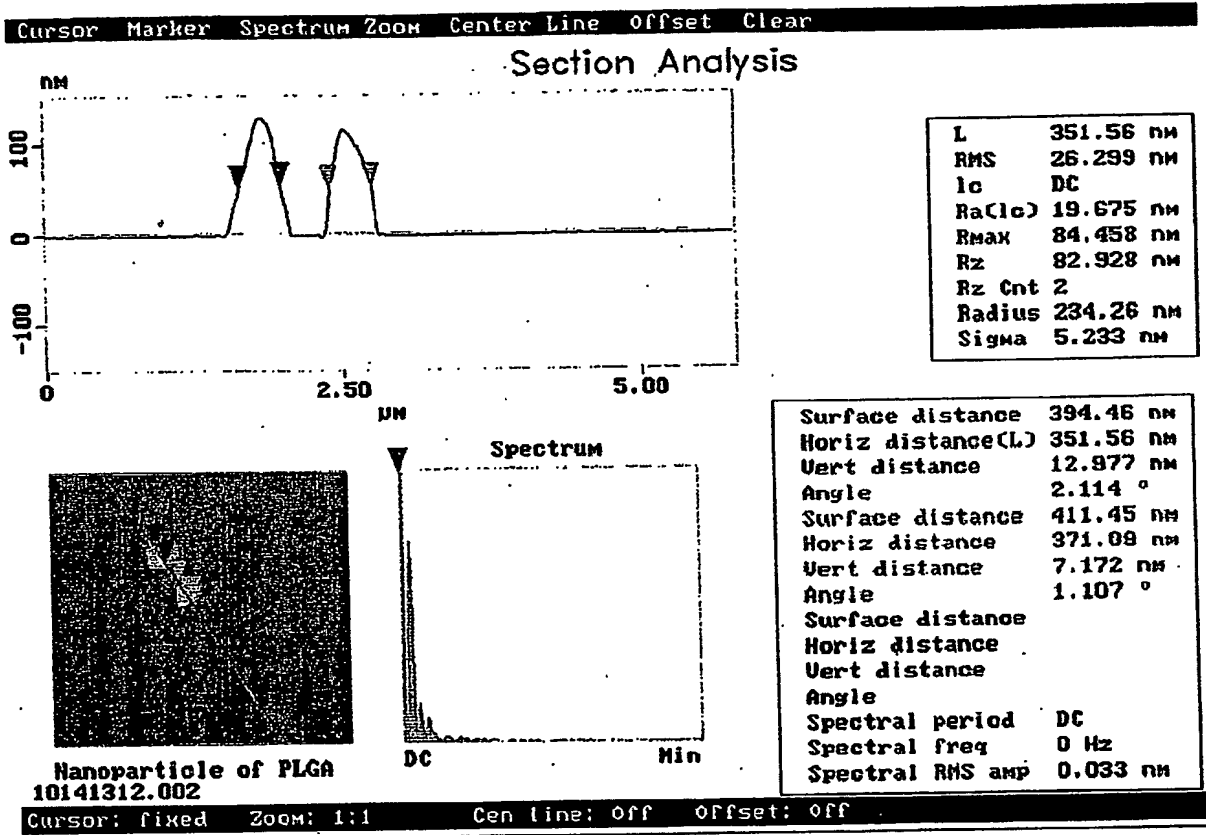 Cursor Marker Spectrum Zoom Center Line Offset Clear
Section Analysis
nM
100
0
-100
0 2.50 5.00
µM
L 351.56 nM
RMS 26.299 nM
lc DC
Ra(lc) 19.675 nM
Rmax 84.458 nM
Rz 82.928 nM
Rz Cnt 2
Radius 234.26 nM
Sigma 5.233 nM
Spectrum
DC Min
Nanoparticle of PLGA
10141312.002
Surface distance 394.46 nM
Horiz distance(L) 351.56 nM
Vert distance 12.977 nM
Angle 2.114 °
Surface distance 411.45 nM
Horiz distance 371.09 nM
Vert distance 7.172 nM
Angle 1.107 °
Surface distance
Horiz distance
Vert distance
Angle
Spectral period DC
Spectral freq 0 Hz
Spectral RMS amp 0.033 nM
Cursor: fixed Zoom: 1:1 Cen line: Off Offset: Off